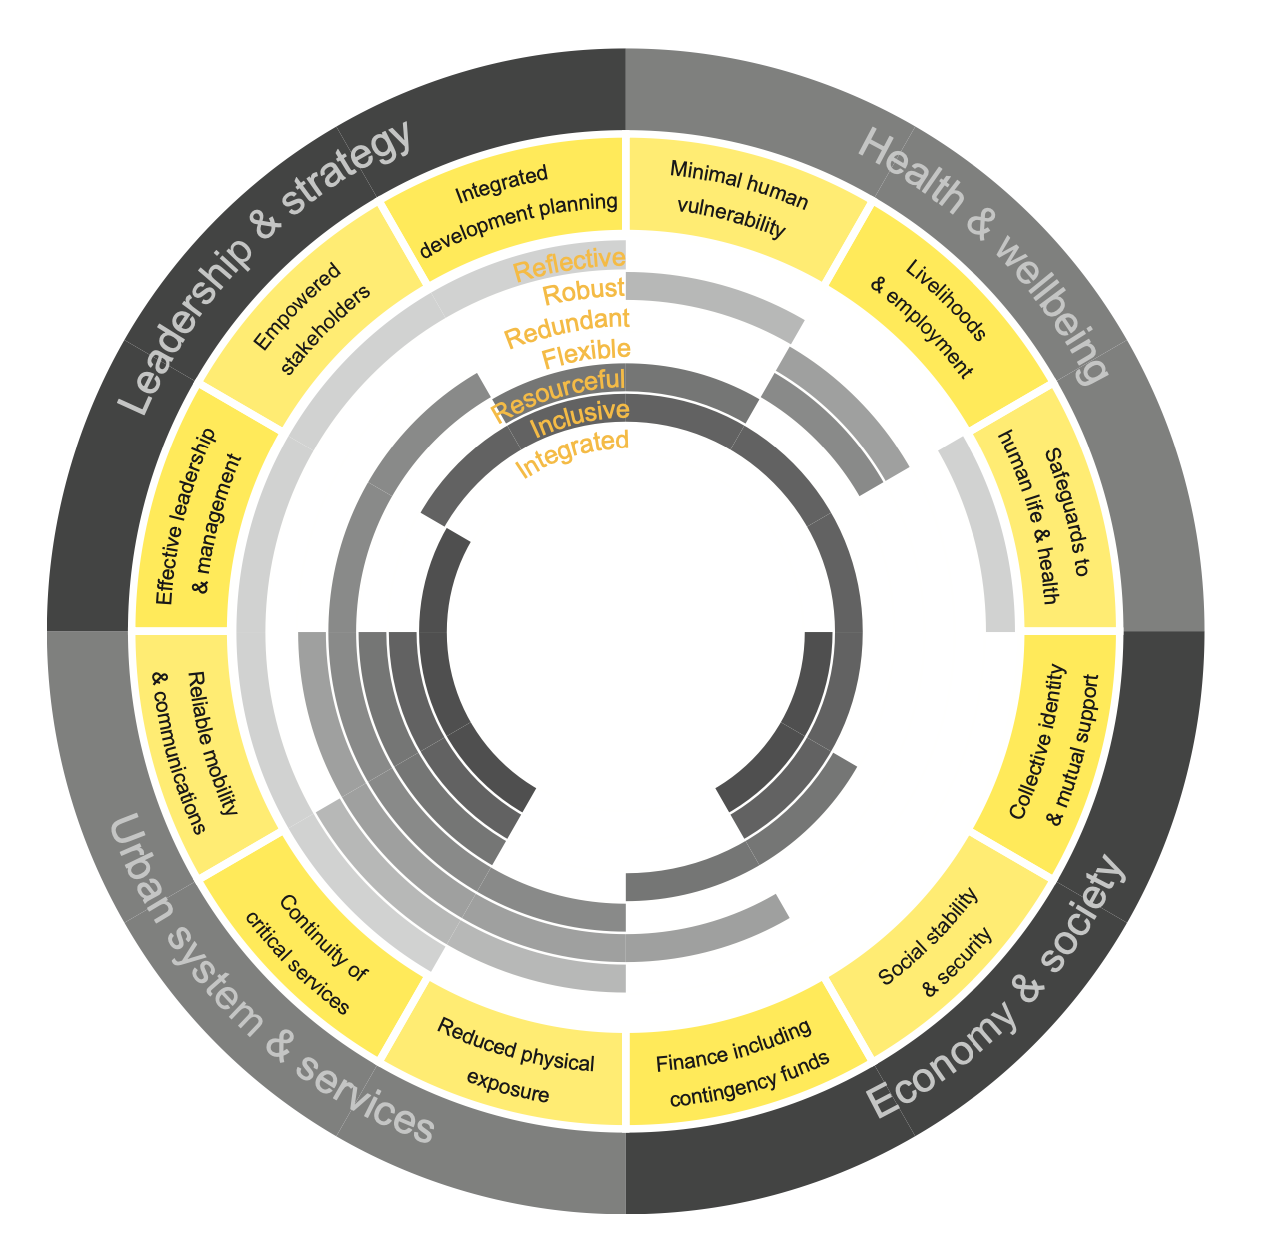 Leadership & strategy
Health & wellbeing
Economy & society
Urban system & services
Integrated
development planning
Minimal human
vulnerability
Livelihoods
& employment
Safeguards to
human life & health
Collective identity
& mutual support
Social stability
& security
Finance including
contingency funds
Reduced physical
exposure
Continuity of
critical services
Reliable mobility
& communications
Effective leadership
& management
Empowered
stakeholders
Reflective
Robust
Redundant
Flexible
Resourceful
Inclusive
Integrated